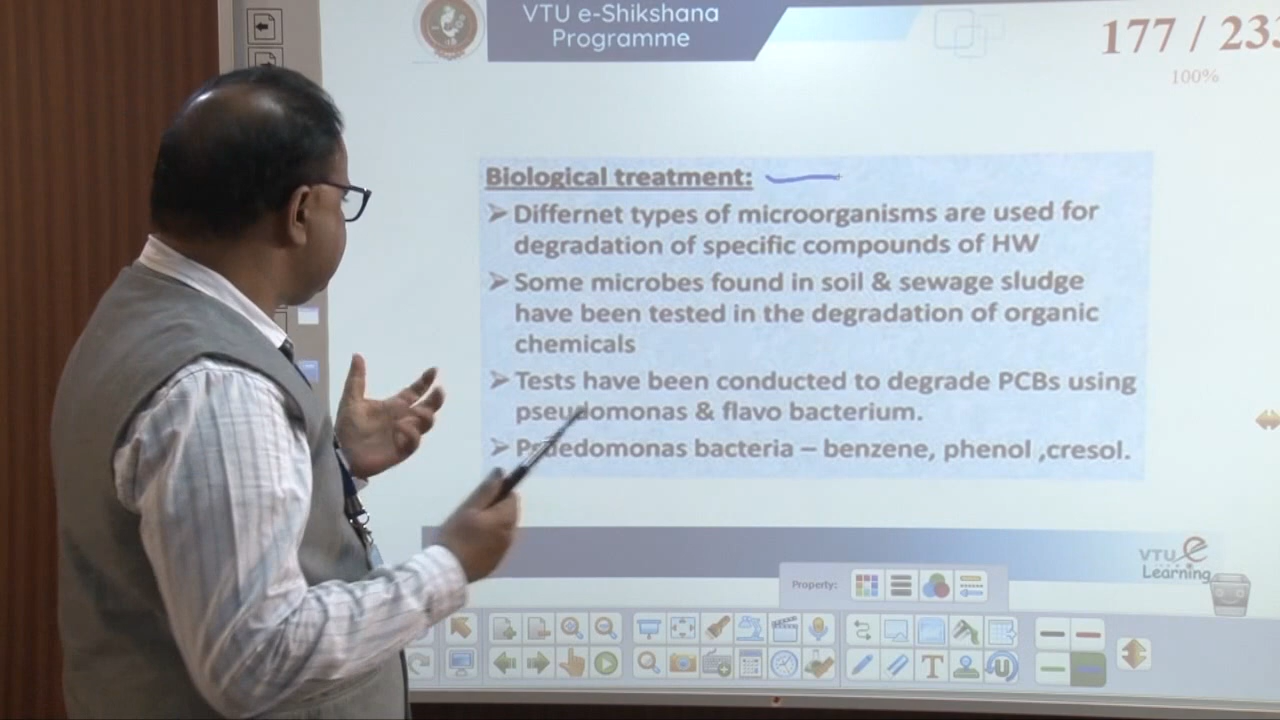 VTU e-Shikshana
Programme
177 / 233
100%
Biological treatment:
➤ Differnet types of microorganisms are used for
degradation of specific compounds of HW
➤ Some microbes found in soil & sewage sludge
have been tested in the degradation of organic
chemicals
➤ Tests have been conducted to degrade PCBs using
pseudomonas & flavo bacterium.
➤ bacteria – benzene, phenol ,cresol.
VTU e
Learning
Property: